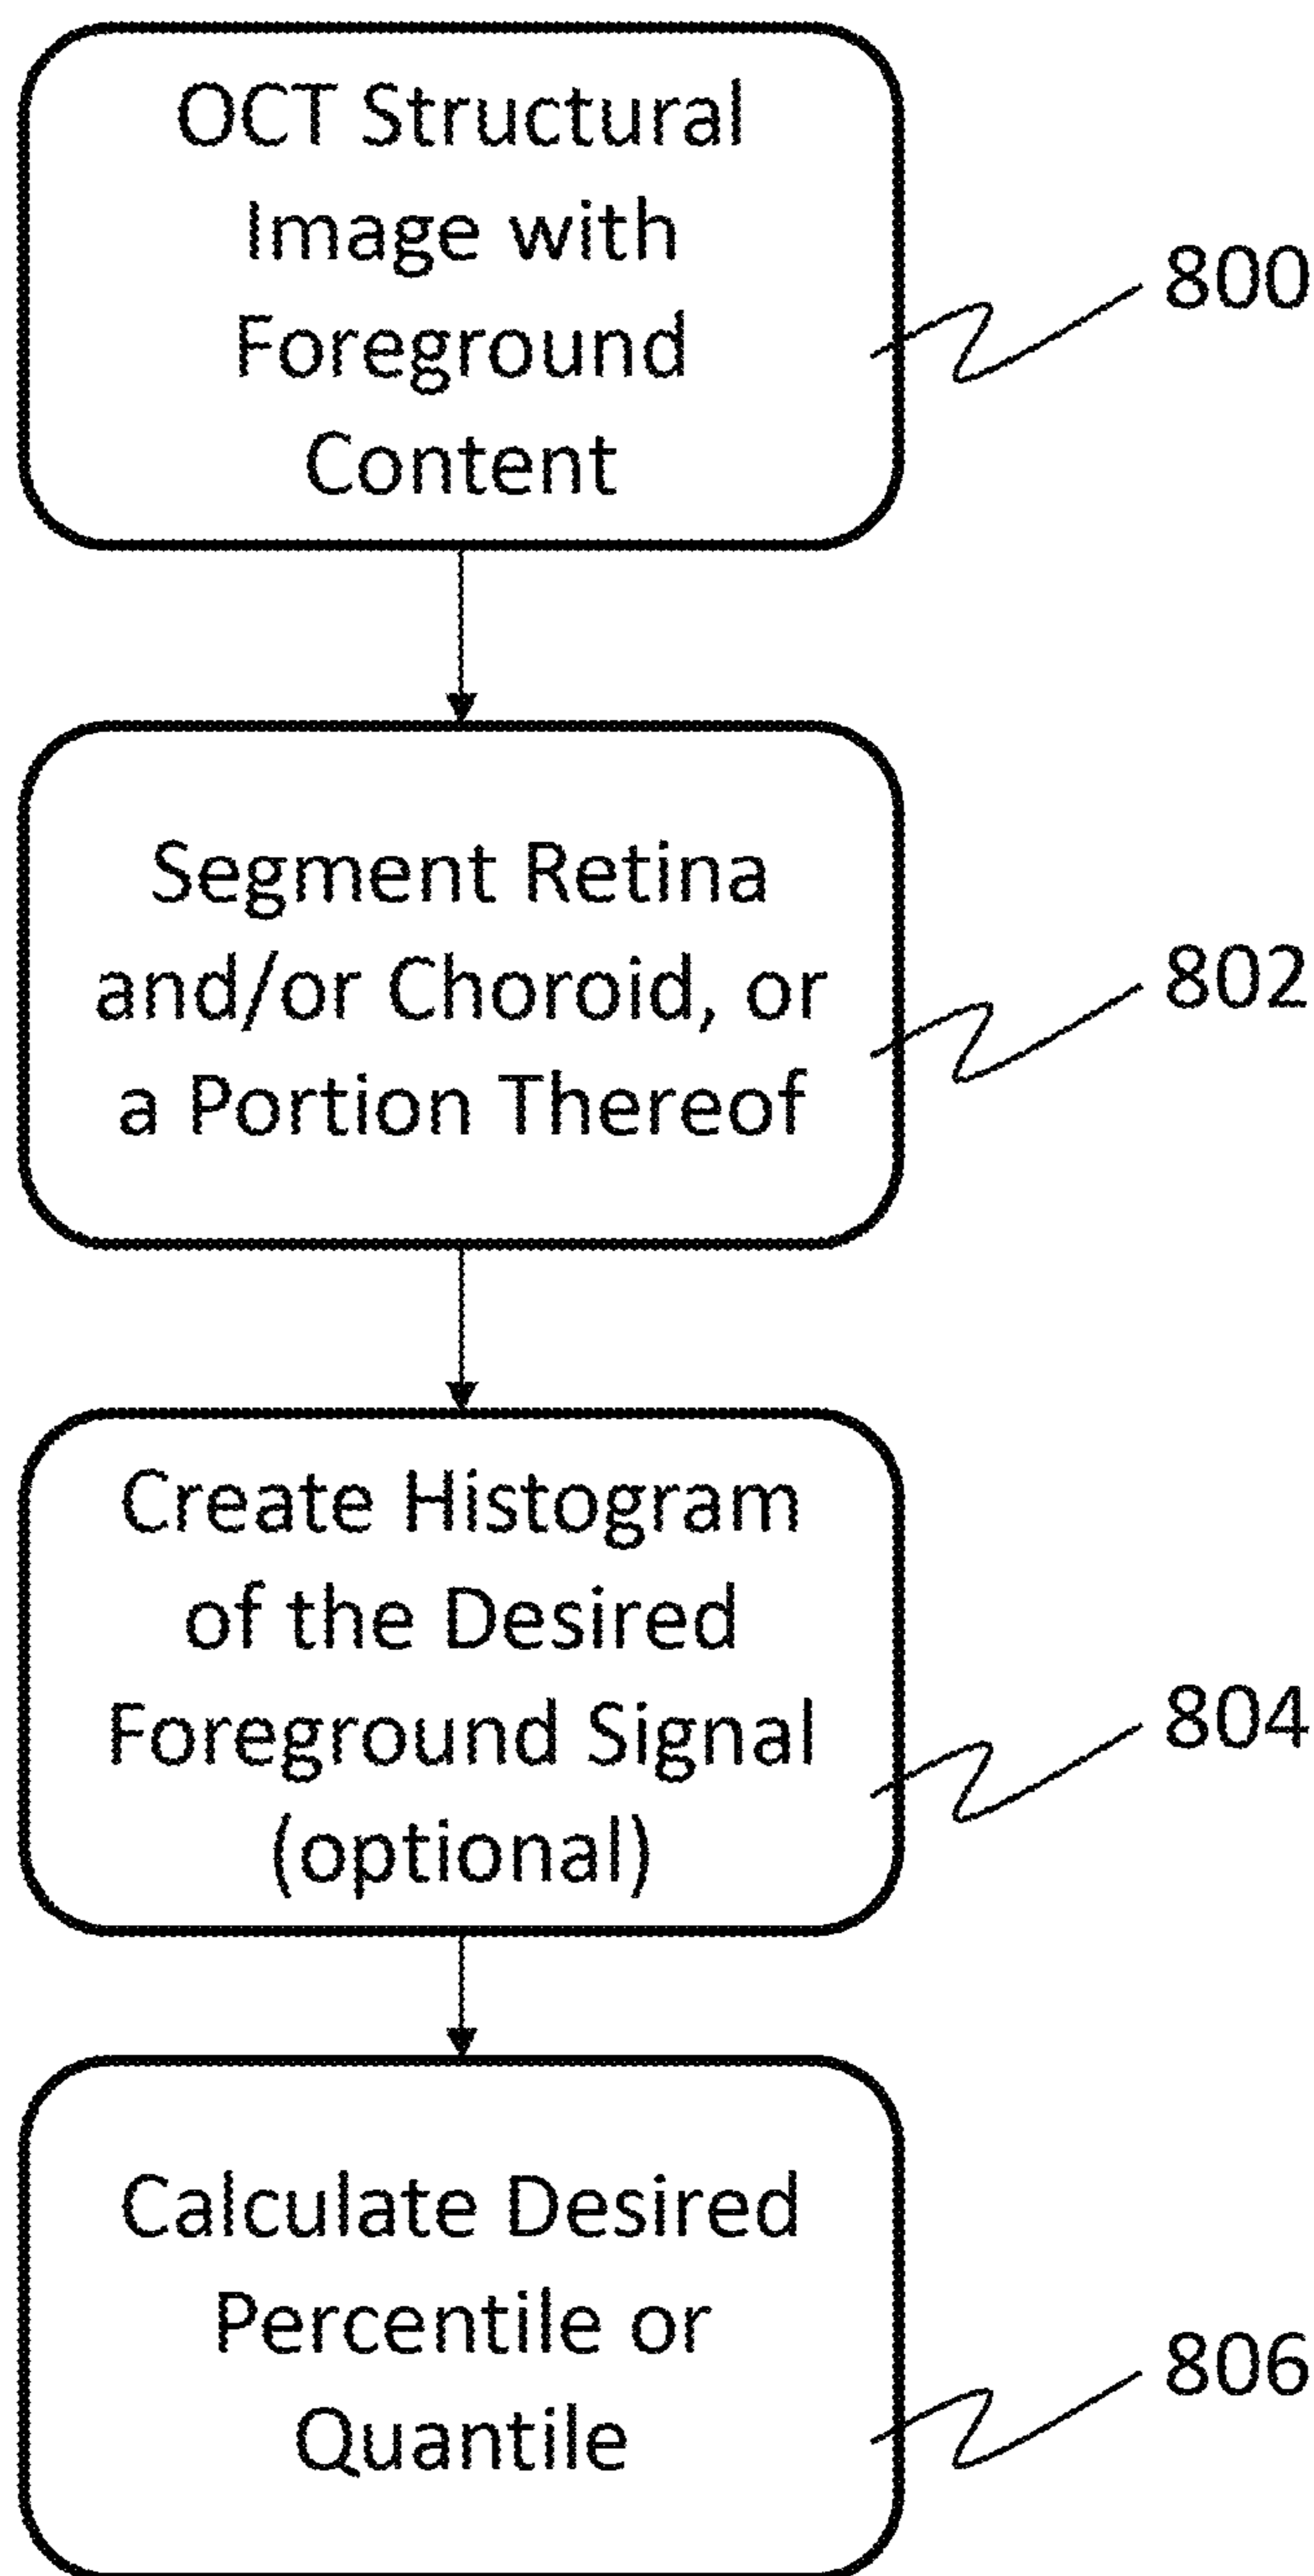 OCT Structural
Image with
Foreground
Content
800
Segment Retina
and/or Choroid, or
a Portion Thereof
802
Create Histogram
of the Desired
Foreground Signal
(optional)
804
Calculate Desired
Percentile or
Quantile
806